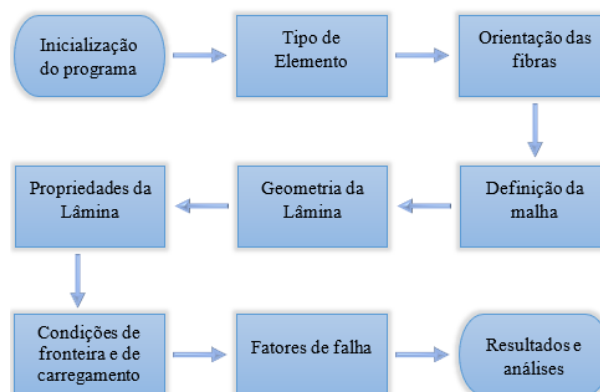 Inicialização
do programa
Tipo de
Elemento
Orientação das
fibras
Definição da
malha
Geometria da
Lâmina
Propriedades da
Lâmina
Condições de
fronteira e de
carregamento
Fatores de falha
Resultados e
análises